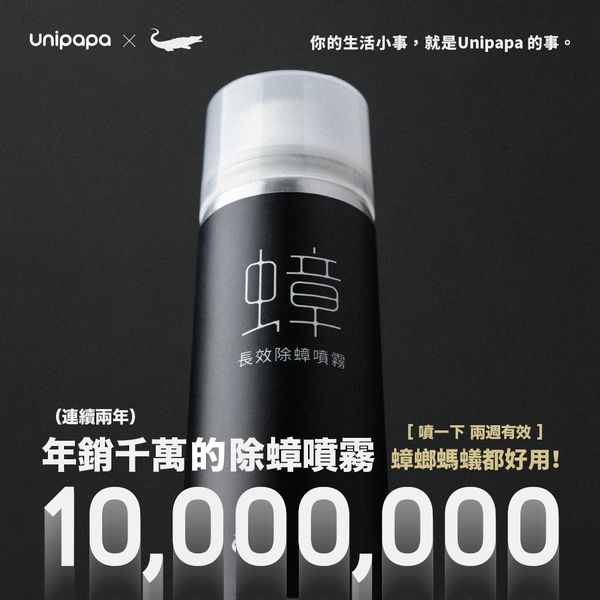 unipapa ×
你的生活小事，就是Unipapa 的事。
蟑
長效除蟑噴霧
（連續兩年）
年銷千萬的除蟑噴霧
[ 噴一下 兩週有效 ]
蟑螂螞蟻都好用!
10,000,000